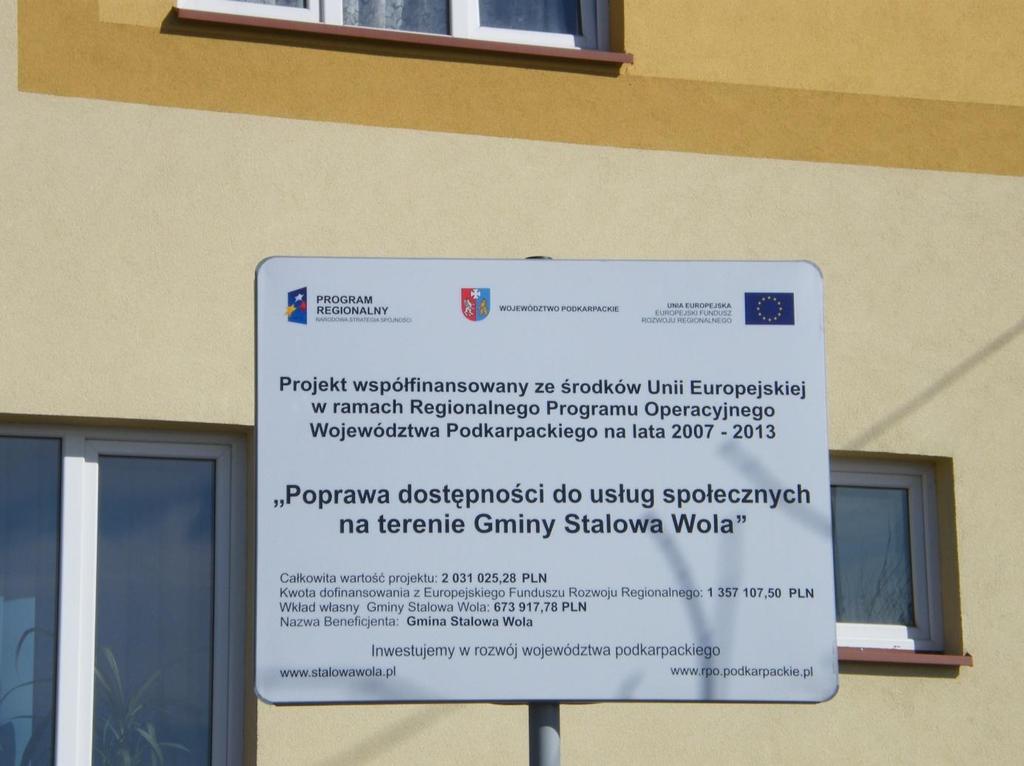 PROGRAM
REGIONALNY
NARODOWA STRATEGIA SPÓJNOŚCI
WOJEWÓDZTWO PODKARPACKIE
UNIA EUROPEJSKA
EUROPEJSKI FUNDUSZ
ROZWOJU REGIONALNEGO
Projekt współfinansowany ze środków Unii Europejskiej
w ramach Regionalnego Programu Operacyjnego
Województwa Podkarpackiego na lata 2007 - 2013
„Poprawa dostępności do usług społecznych
na terenie Gminy Stalowa Wola”
Całkowita wartość projektu: 2 031 025,28 PLN
Kwota dofinansowania z Europejskiego Funduszu Rozwoju Regionalnego: 1 357 107,50 PLN
Wkład własny Gminy Stalowa Wola: 673 917,78 PLN
Nazwa Beneficjenta: Gmina Stalowa Wola
Inwestujemy w rozwój województwa podkarpackiego
www.stalowawola.pl www.rpo.podkarpackie.pl